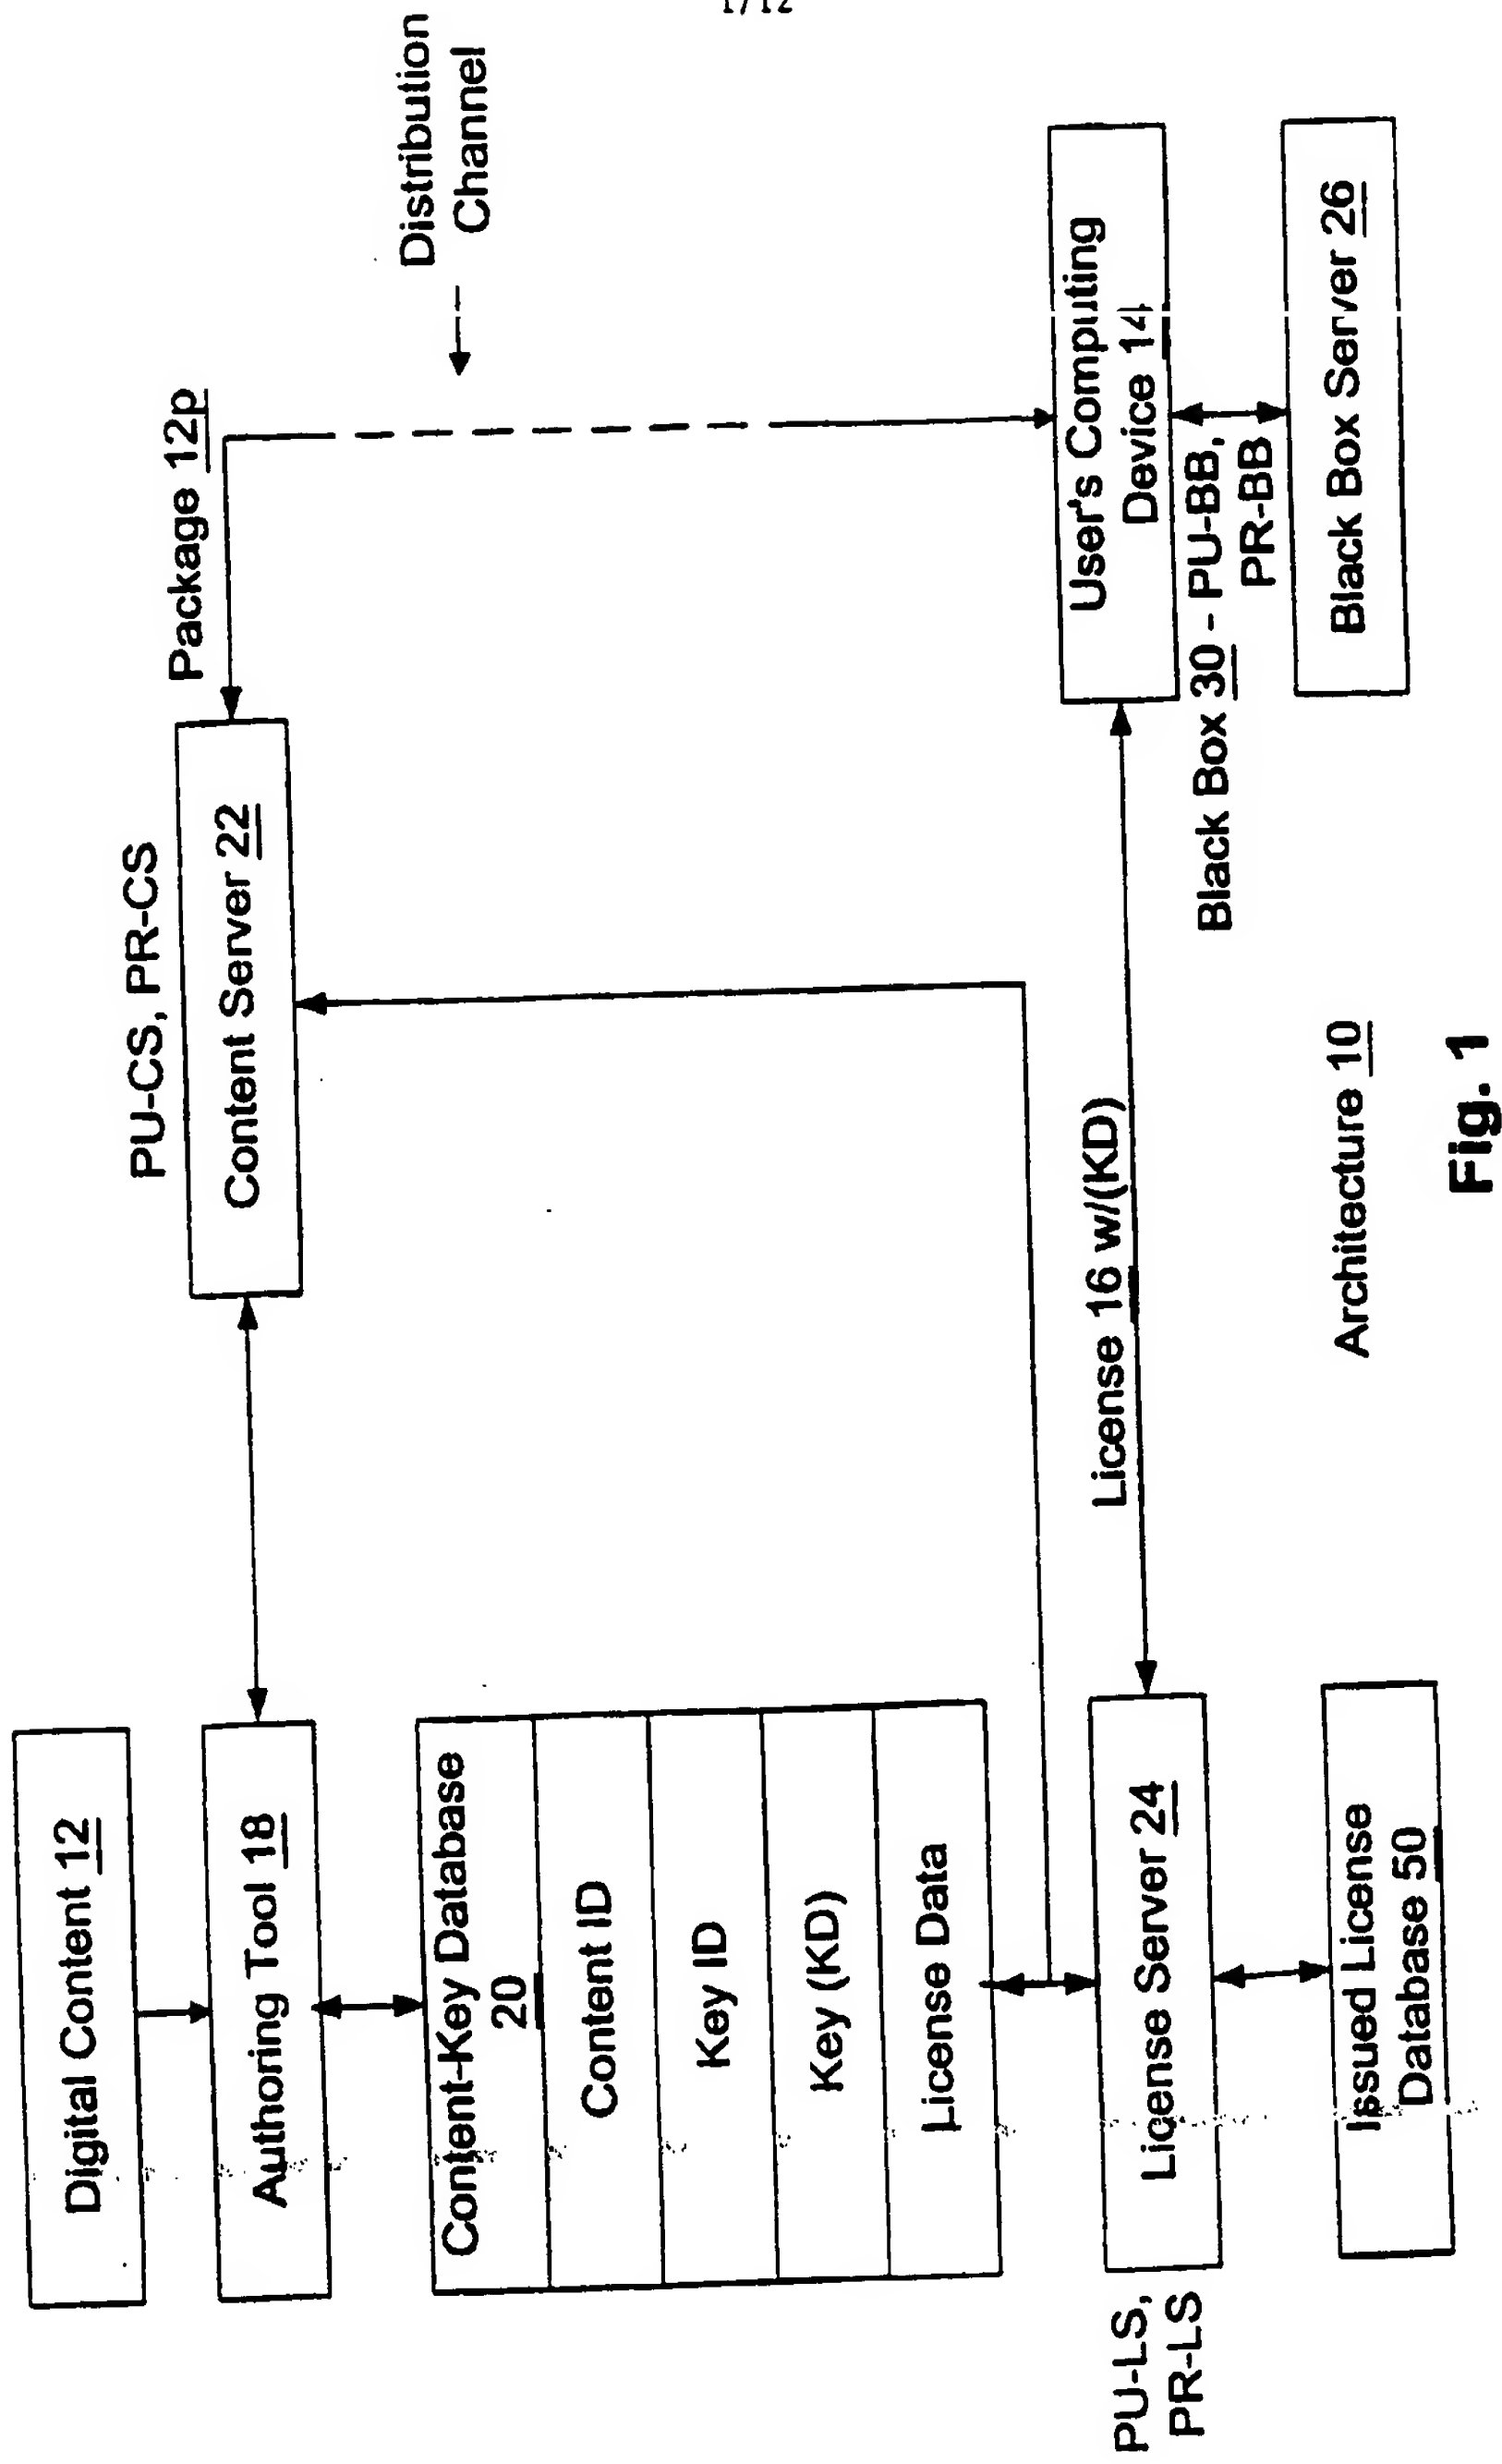 1/12
Digital Content 12
Authoring Tool 18
Content-Key Database
20
Content ID
Key ID
Key (KD)
License Data
PU-LS,
PR-LS
License Server 24
Issued License
Database 50
PU-CS, PR-CS
Content Server 22
Package 12p
Distribution
Channel
License 16 w/(KD)
User's Computing
Device 14
Black Box 30 - PU-BB,
PR-BB
Black Box Server 26
Architecture 10
Fig. 1